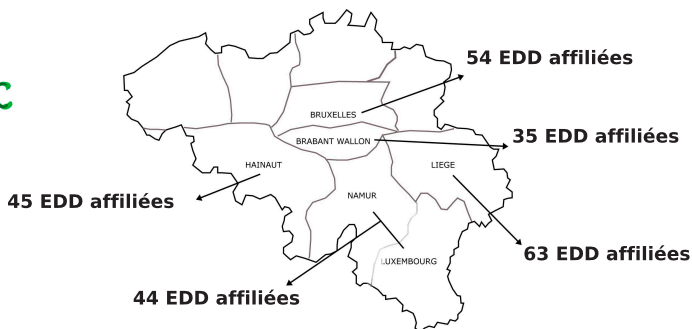 C
54 EDD affiliées
BRUXELLES
35 EDD affiliées
BRABANT WALLON
HAINAUT
LIEGE
45 EDD affiliées
NAMUR
63 EDD affiliées
LUXEMBOURG
44 EDD affiliées